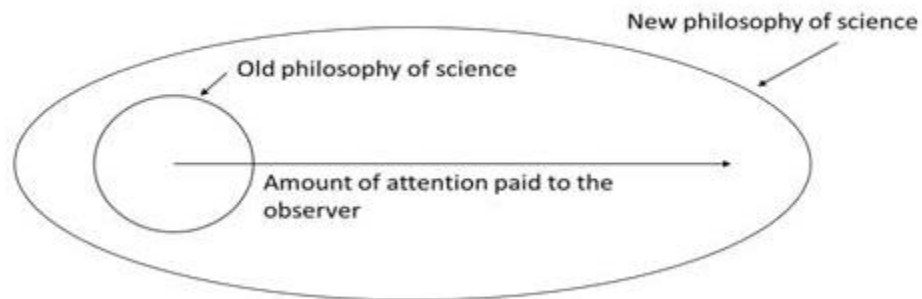 New philosophy of science
Old philosophy of science
Amount of attention paid to the
observer